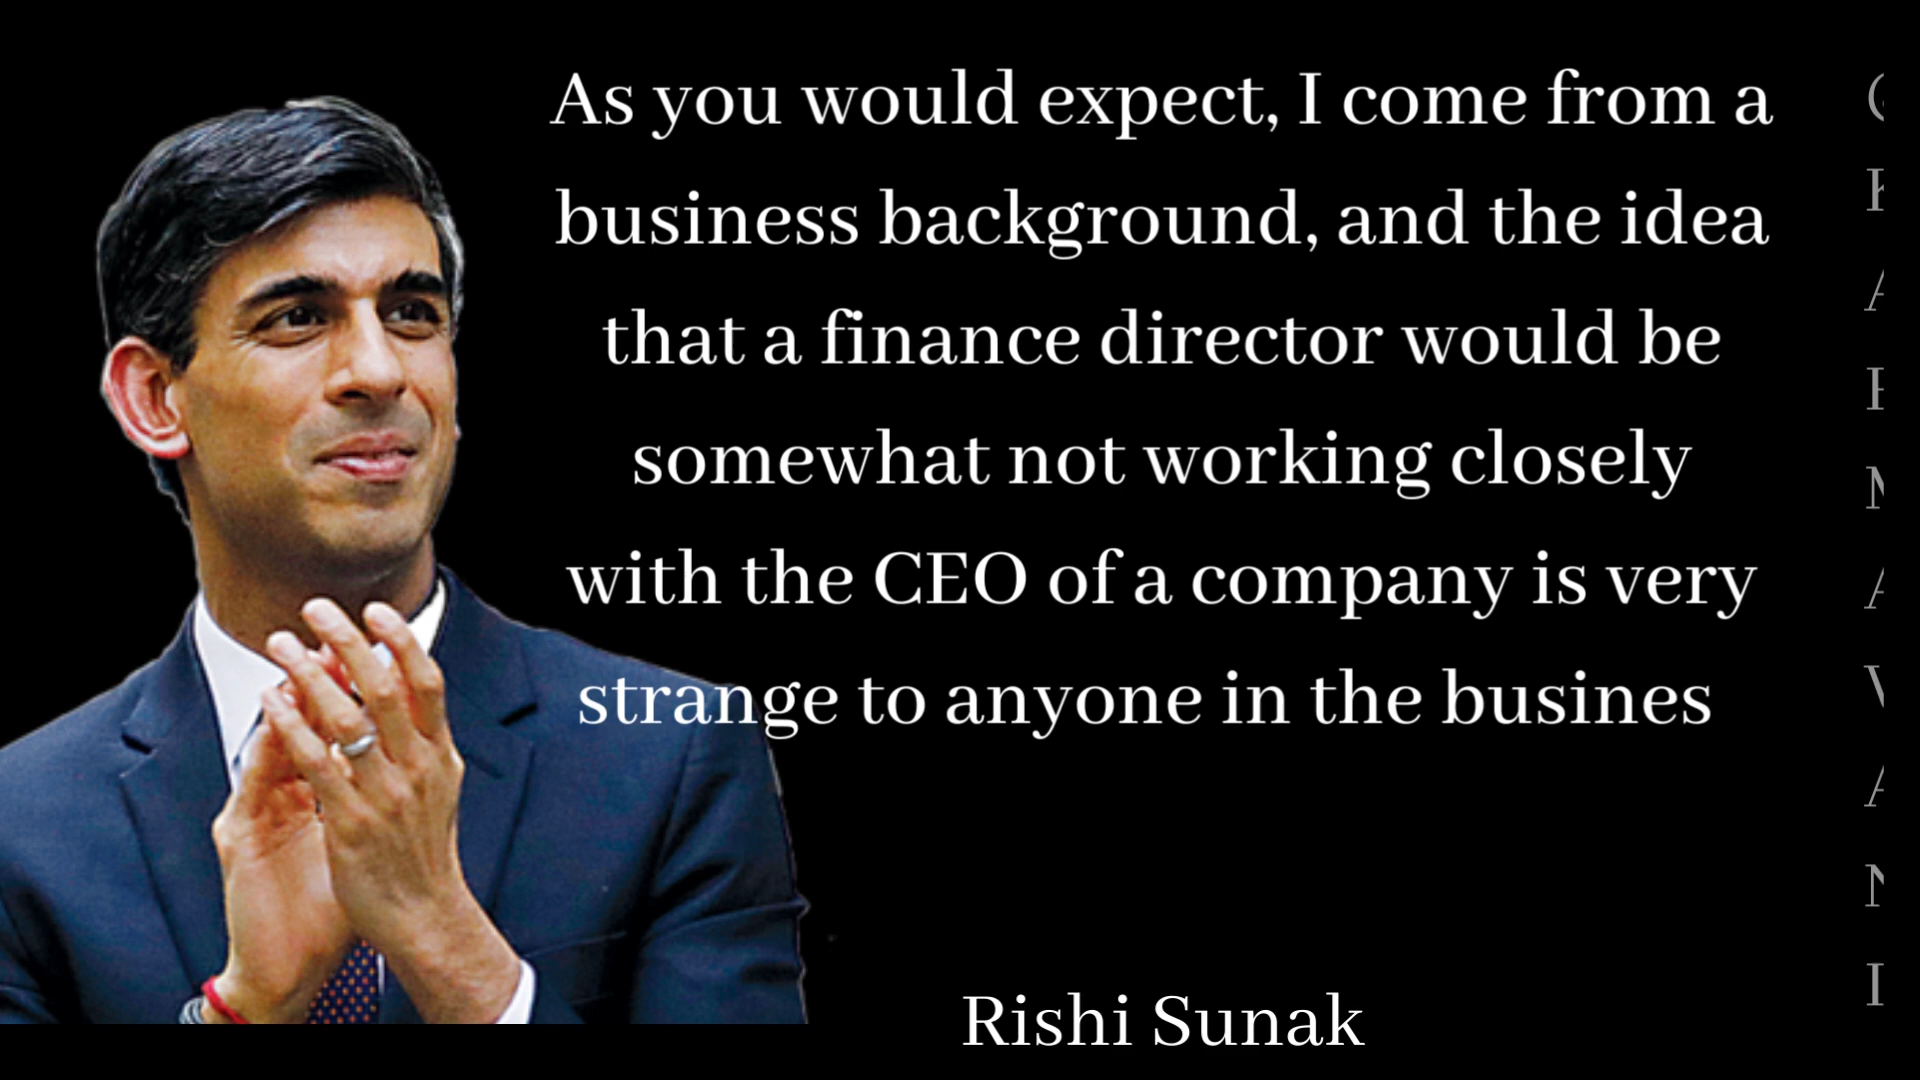 As you would expect, I come from a
business background, and the idea
that a finance director would be
somewhat not working closely
with the CEO of a company is very
strange to anyone in the busines
Rishi Sunak